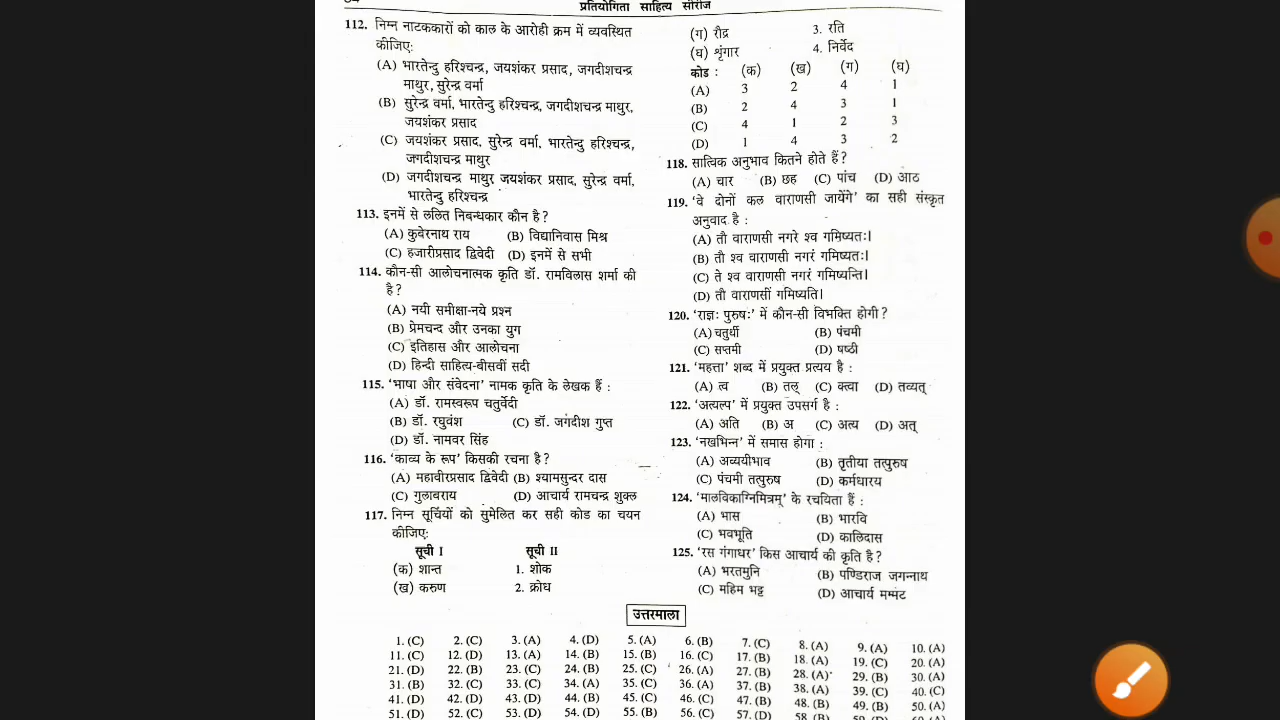 प्रतियोगिता साहित्य सीरीज
112. निम्न नाटककारों को काल के आरोही क्रम में व्यवस्थित
कीजिए:
(A) भारतेन्दु हरिश्चन्द्र, जयशंकर प्रसाद, जगदीशचन्द्र
माथुर, सुरेन्द्र वर्मा
(B) सुरेन्द्र वर्मा, भारतेन्दु हरिश्चन्द्र, जगदीशचन्द्र माथुर,
जयशंकर प्रसाद
(C) जयशंकर प्रसाद, सुरेन्द्र वर्मा, भारतेन्दु हरिश्चन्द्र,
जगदीशचन्द्र माथुर
(D) जगदीशचन्द्र माथुर जयशंकर प्रसाद, सुरेन्द्र वर्मा,
भारतेन्दु हरिश्चन्द्र
113. इनमें से ललित निबन्धकार कौन है?
(A) कुबेरनाथ राय (B) विद्यानिवास मिश्र
(C) हजारीप्रसाद द्विवेदी (D) इनमें से सभी
114. कौन-सी आलोचनात्मक कृति डॉ. रामविलास शर्मा की
है?
(A) नयी समीक्षा-नये प्रश्न
(B) प्रेमचन्द और उनका युग
(C) इतिहास और आलोचना
(D) हिन्दी साहित्य-बीसवीं सदी
115. 'भाषा और संवेदना' नामक कृति के लेखक हैं :
(A) डॉ. रामस्वरूप चतुर्वेदी
(B) डॉ. रघुवंश (C) डॉ. जगदीश गुप्त
(D) डॉ. नामवर सिंह
116. 'काव्य के रूप' किसकी रचना है?
(A) महावीरप्रसाद द्विवेदी (B) श्यामसुन्दर दास
(C) गुलाबराय (D) आचार्य रामचन्द्र शुक्ल
117. निम्न सूचियों को सुमेलित कर सही कोड का चयन
कीजिए:
सूची I सूची II
(क) शान्त 1. शोक
(ख) करुण 2. क्रोध
(ग) रौद्र 3. रति
(घ) शृंगार 4. निर्वेद
कोड : (क) (ख) (ग) (घ)
(A) 3 2 4 1
(B) 2 4 3 1
(C) 4 1 2 3
(D) 1 4 3 2
118. सात्विक अनुभाव कितने होते हैं?
(A) चार (B) छह (C) पांच (D) आठ
119. 'वे दोनों कल वाराणसी जायेंगे' का सही संस्कृत
अनुवाद है :
(A) तौ वाराणसी नगरे श्व गमिष्यतः।
(B) तौ श्व वाराणसी नगरं गमिष्यतः।
(C) ते श्व वाराणसी नगरं गमिष्यन्ति।
(D) तौ वाराणसीं गमिष्यति।
120. 'राज्ञः पुरुषः' में कौन-सी विभक्ति होगी?
(A) चतुर्थी (B) पंचमी
(C) सप्तमी (D) षष्ठी
121. 'महत्ता' शब्द में प्रयुक्त प्रत्यय है :
(A) त्व (B) तल् (C) क्त्वा (D) तव्यत्
122. 'अत्यल्प' में प्रयुक्त उपसर्ग है :
(A) अति (B) अ (C) अत्य (D) अत्
123. 'नखभिन्न' में समास होगा :
(A) अव्ययीभाव (B) तृतीया तत्पुरुष
(C) पंचमी तत्पुरुष (D) कर्मधारय
124. 'मालविकाग्निमित्रम्' के रचयिता हैं :
(A) भास (B) भारवि
(C) भवभूति (D) कालिदास
125. 'रस गंगाधर' किस आचार्य की कृति है?
(A) भरतमुनि (B) पण्डिराज जगन्नाथ
(C) महिम भट्ट (D) आचार्य मम्मट
उत्तरमाला
1. (C) 2. (C) 3. (A) 4. (D) 5. (A) 6. (B) 7. (C) 8. (A) 9. (A) 10. (A)
11. (C) 12. (D) 13. (A) 14. (B) 15. (B) 16. (C) 17. (B) 18. (A) 19. (C) 20. (A)
21. (D) 22. (B) 23. (C) 24. (B) 25. (C) 26. (A) 27. (B) 28. (A) 29. (B) 30. (A)
31. (B) 32. (C) 33. (C) 34. (A) 35. (C) 36. (A) 37. (B) 38. (A) 39. (C) 40. (C)
41. (D) 42. (D) 43. (D) 44. (B) 45. (C) 46. (C) 47. (B) 48. (B) 49. (B) 50. (A)
51. (D) 52. (C) 53. (D) 54. (D) 55. (B) 56. (C) 57. (D) 58. (B)